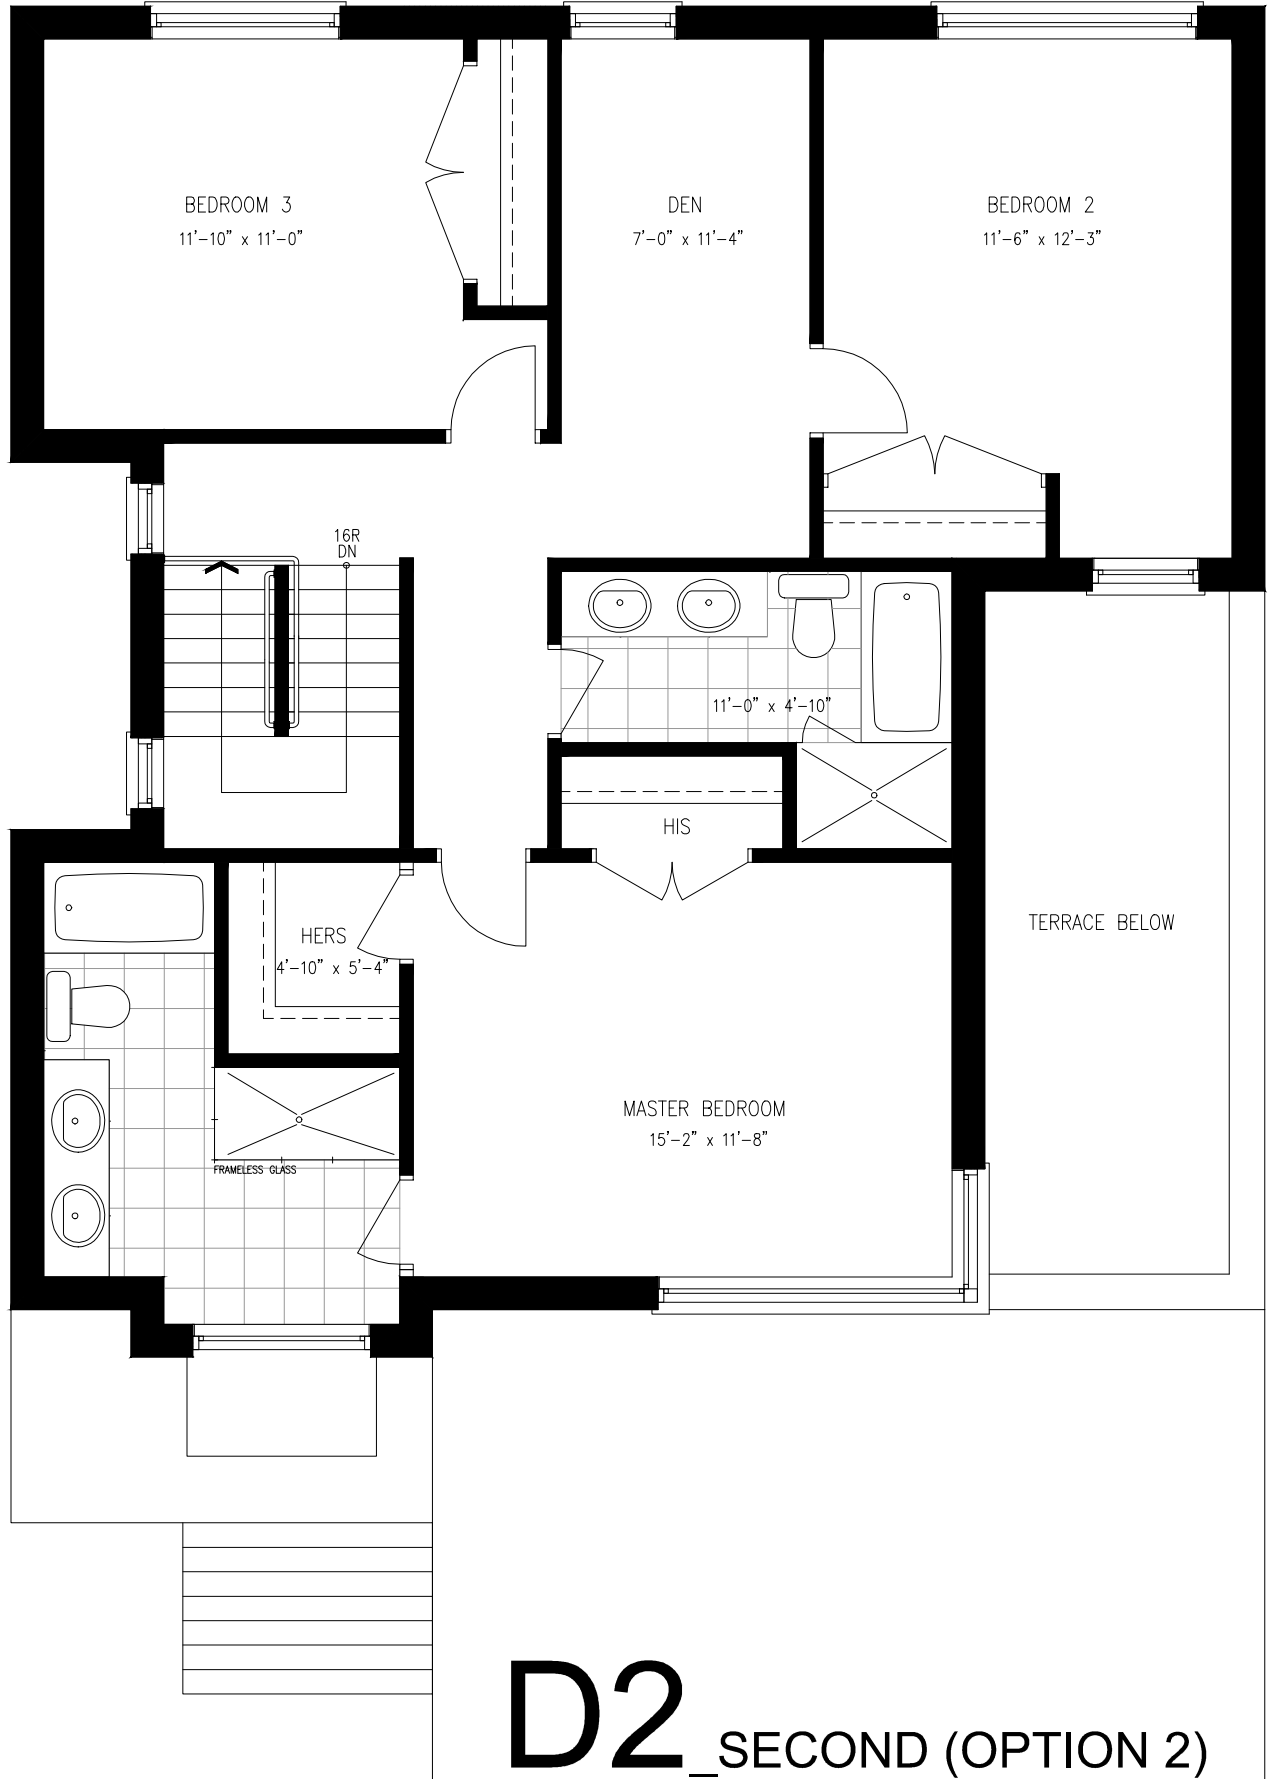 BEDROOM 3
11'-10" x 11'-0"
DEN
7'-0" x 11'-4"
BEDROOM 2
11'-6" x 12'-3"
16R
DN
11'-0" x 4'-10"
HIS
HERS
4'-10" x 5'-4"
TERRACE BELOW
MASTER BEDROOM
15'-2" x 11'-8"
FRAMELESS GLASS
D2_SECOND (OPTION 2)